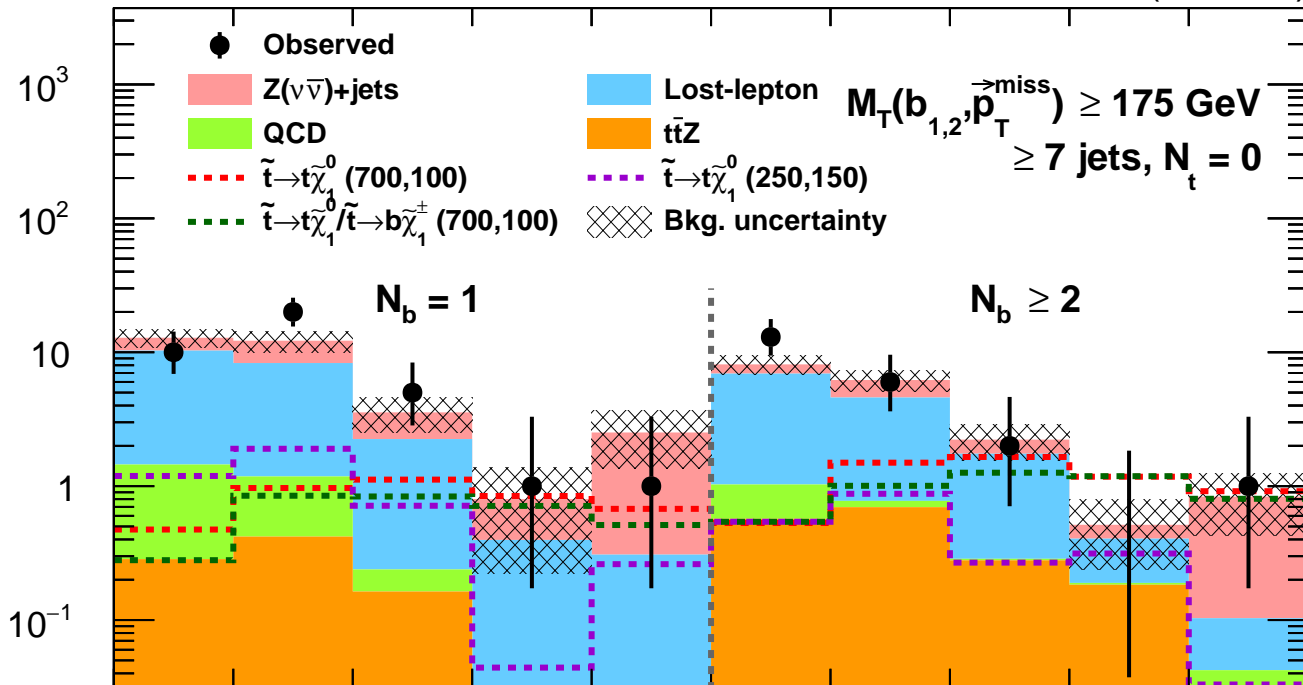 Observed
Z(νν̄)+jets Lost-lepton
QCD tt̄Z
t̃→tχ̃₁⁰ (700,100) t̃→tχ̃₁⁰ (250,150)
t̃→tχ̃₁⁰/t̃→bχ̃₁± (700,100) Bkg. uncertainty
M_T(b₁,₂,p⃗_T^miss) ≥ 175 GeV
≥ 7 jets, N_t = 0
N_b = 1 N_b ≥ 2
10³
10²
10
1
10⁻¹